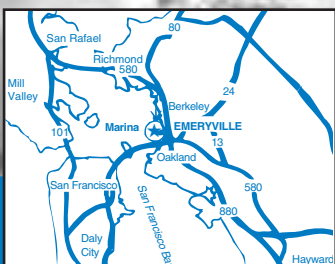 80
San Rafael
Richmond
580
Mill
Valley
24
Berkeley
101
Marina
EMERYVILLE
13
Oakland
San Francisco
580
San Francisco Ba
880
Daly
City
Hayward